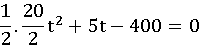 1/2 . 20/2 t² + 5t − 400 = 0